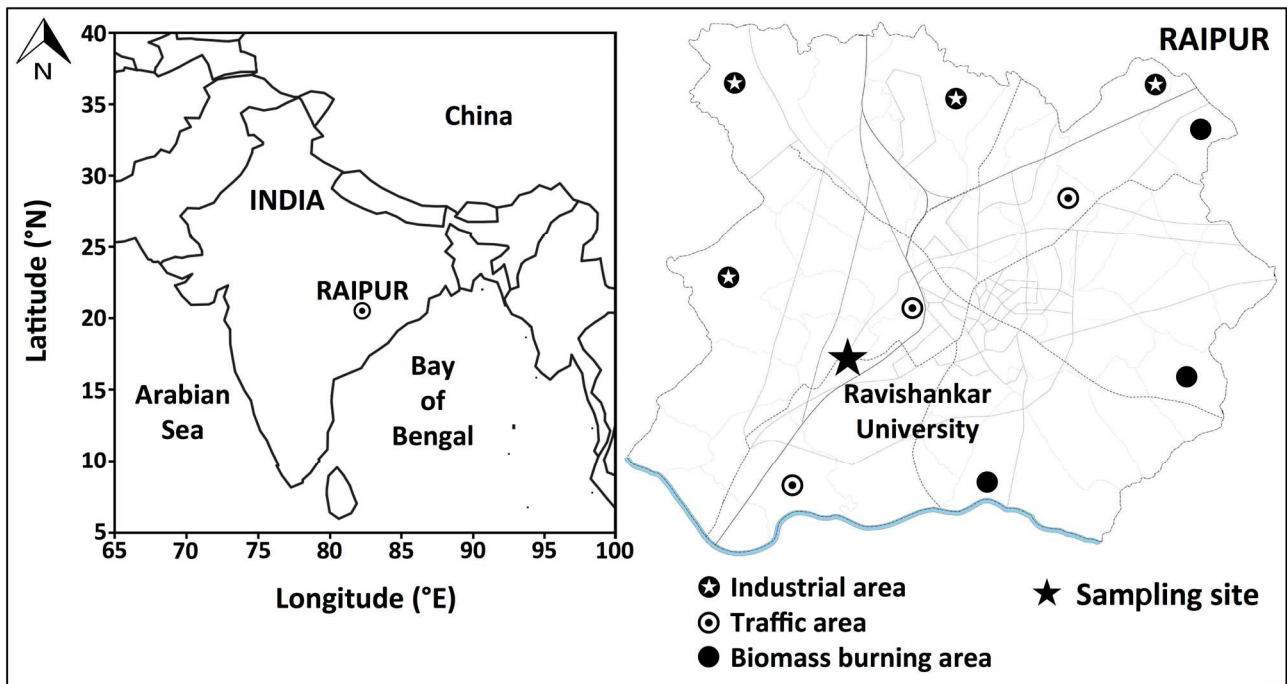 N
40
35
30
25
20
15
10
5
65 70 75 80 85 90 95 100
Latitude (°N)
Longitude (°E)
China
INDIA
RAIPUR
Arabian
Sea
Bay
of
Bengal
RAIPUR
Ravishankar
University
Industrial area
Traffic area
Biomass burning area
Sampling site